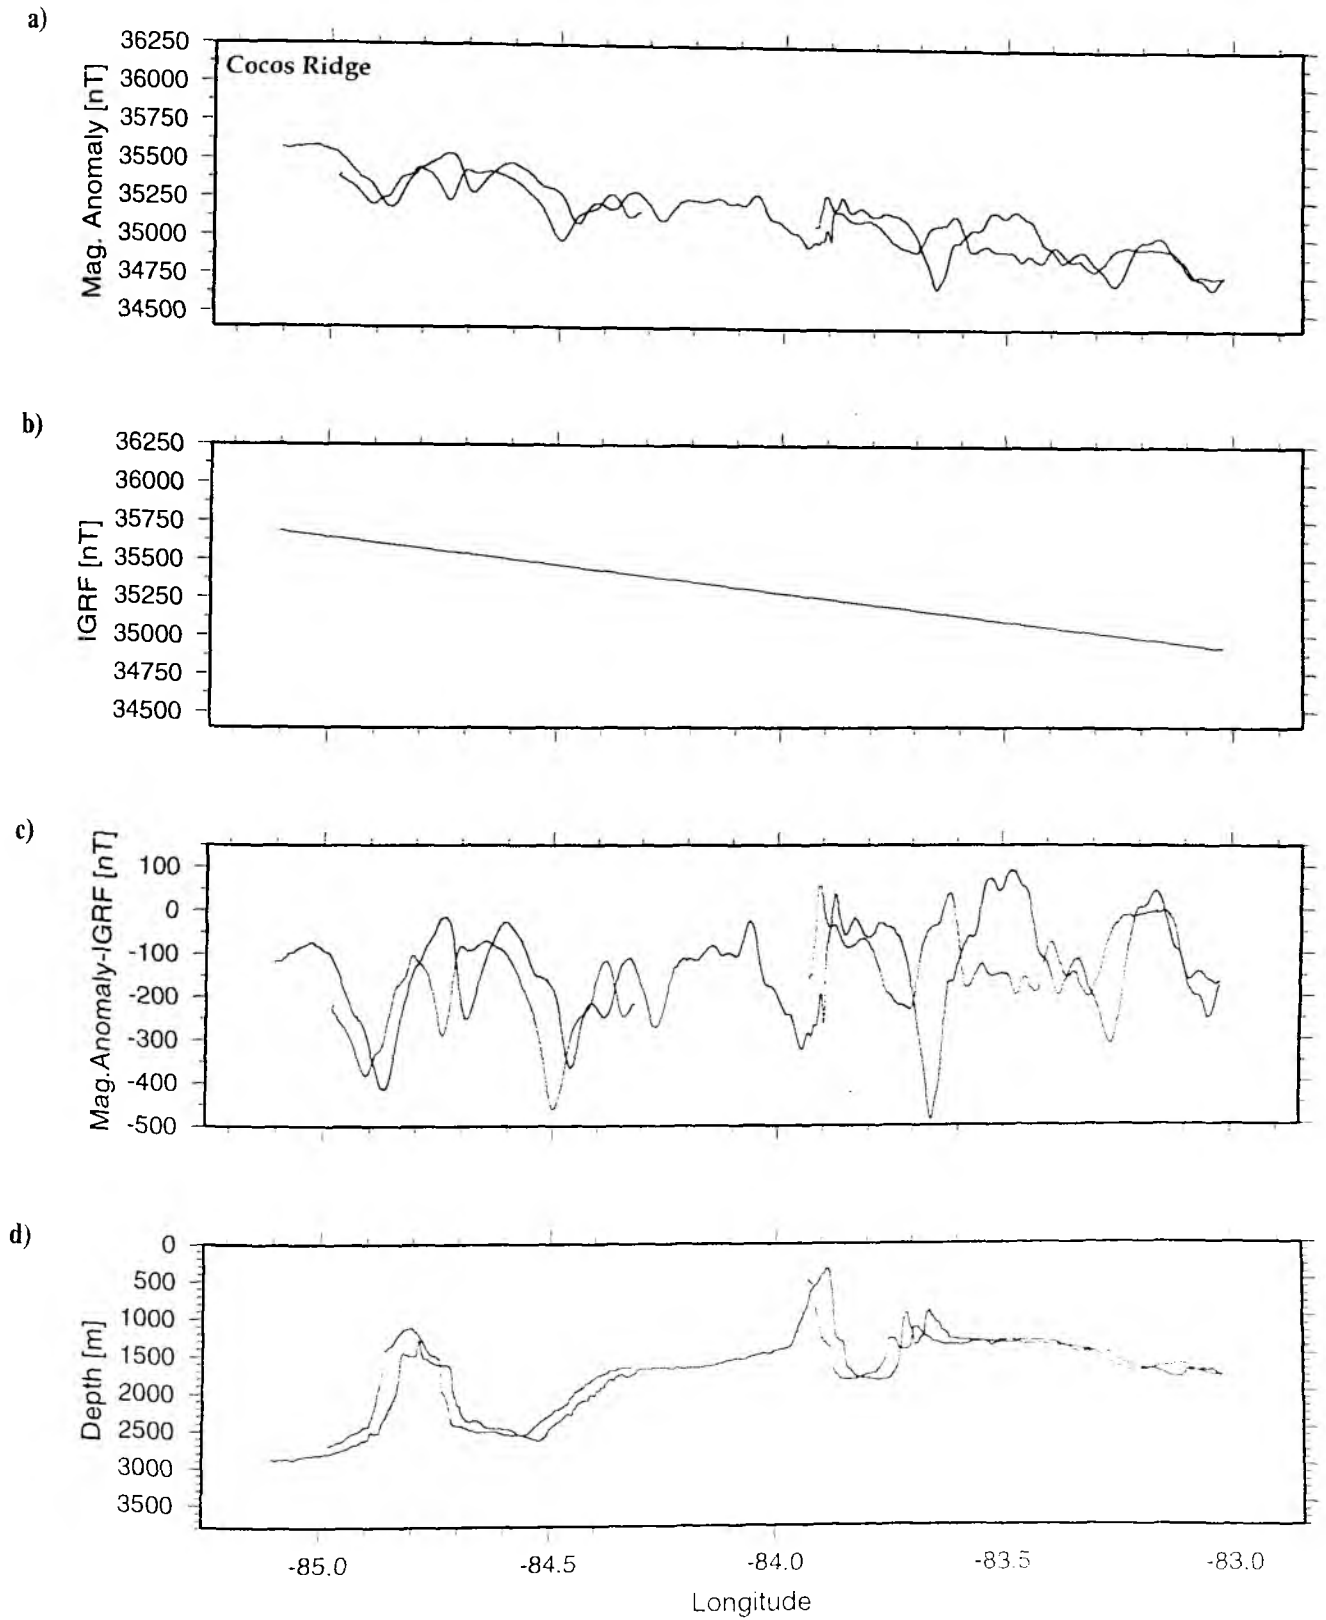 a)
36250
36000
35750
35500
35250
35000
34750
34500
Mag. Anomaly [nT]
Cocos Ridge
b)
36250
36000
35750
35500
35250
35000
34750
34500
IGRF [nT]
c)
100
0
-100
-200
-300
-400
-500
Mag.Anomaly-IGRF [nT]
d)
0
500
1000
1500
2000
2500
3000
3500
Depth [m]
-85.0 -84.5 -84.0 -83.5 -83.0
Longitude